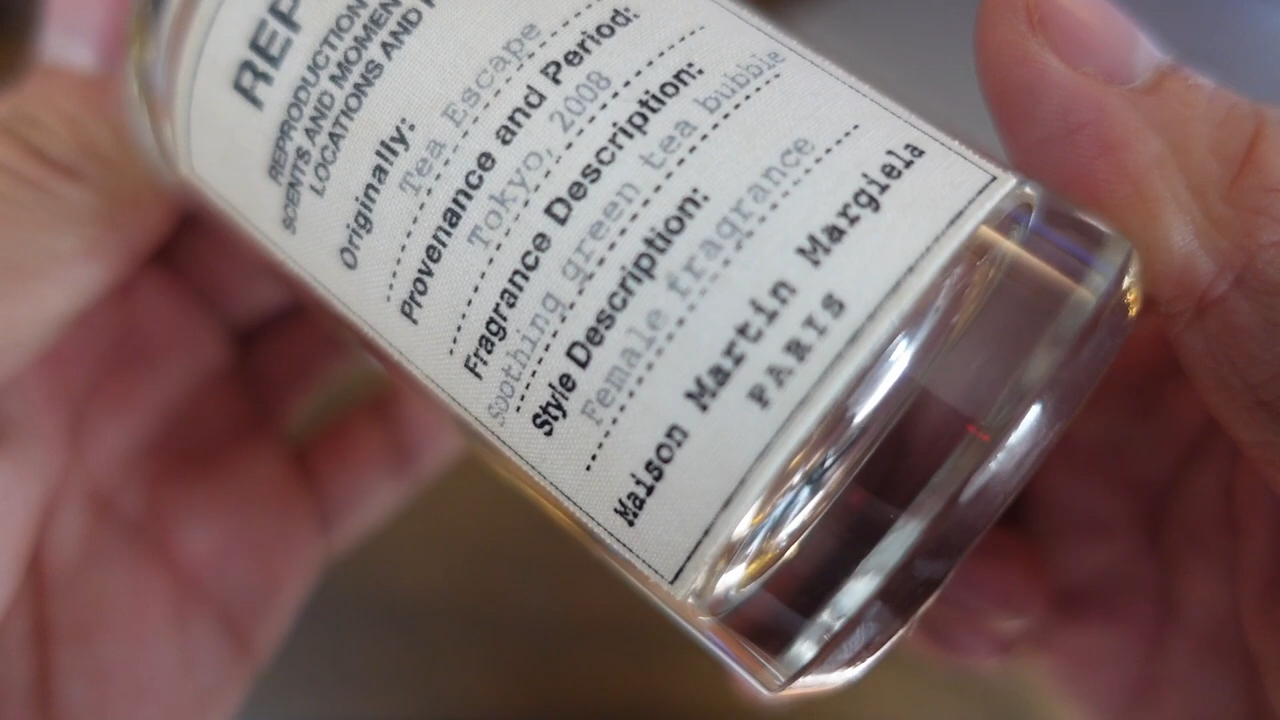 REP
REPRODUCTION
SCENTS AND MOMEN
LOCATIONS AND
Originally:
Tea Escape
Provenance and Period:
Tokyo, 2008
Fragrance Description:
Soothing green tea bubble
Style Description:
Female fragrance
Maison Martin Margiela
PARIS